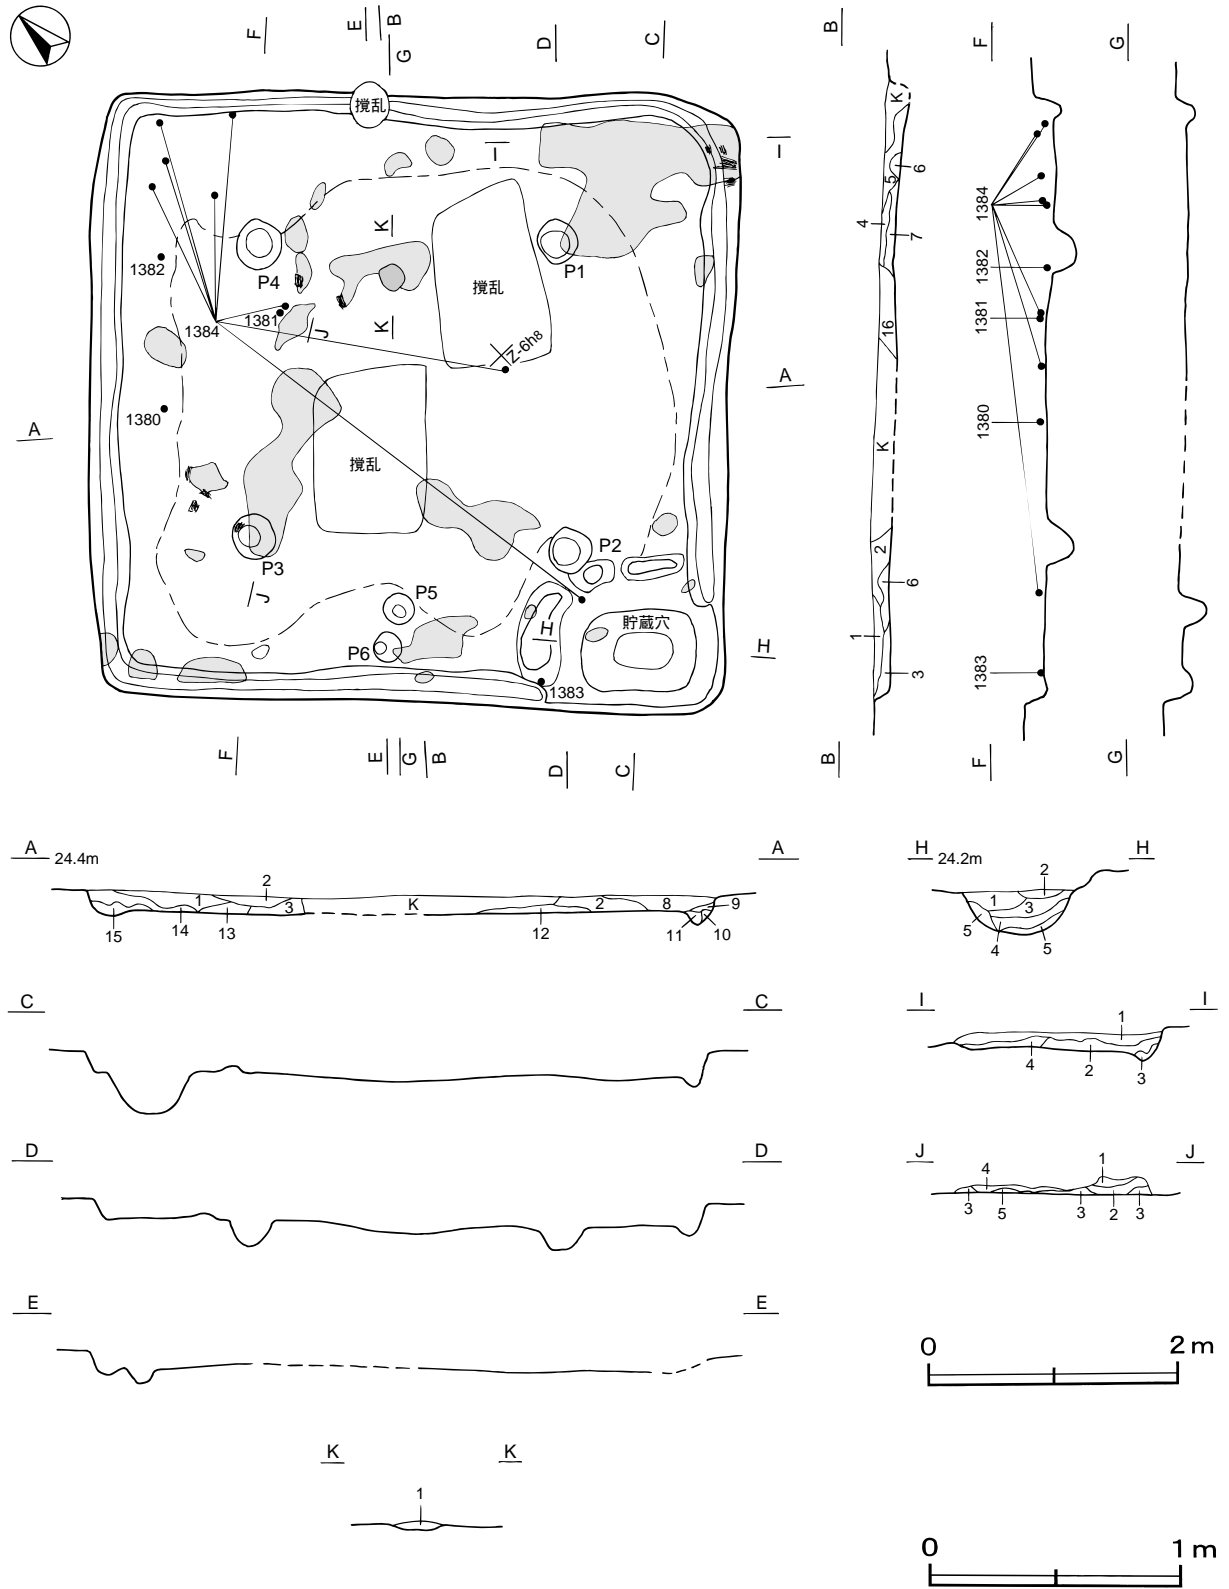 F
E
B
G
D
C
B
F
G
撹乱
I
I
K
P4
P1
1382
撹乱
1384
1381
J
K
Z-6h8
A
A
1380
撹乱
P3
J
P2
P5
P6
H
貯蔵穴
H
1383
F
E
G
B
D
C
K
6
5
4
7
16
K
2
6
1
3
B
1384
1382
1381
1380
1383
F
G
A 24.4m
A
2
1
3
K
2
8
9
15
14
13
12
11
10
H 24.2m
H
2
1
3
5
4
5
C
C
I
I
1
4
2
3
D
D
J
J
4
1
3
5
3
2
3
E
E
0 2m
K
K
1
0 1m